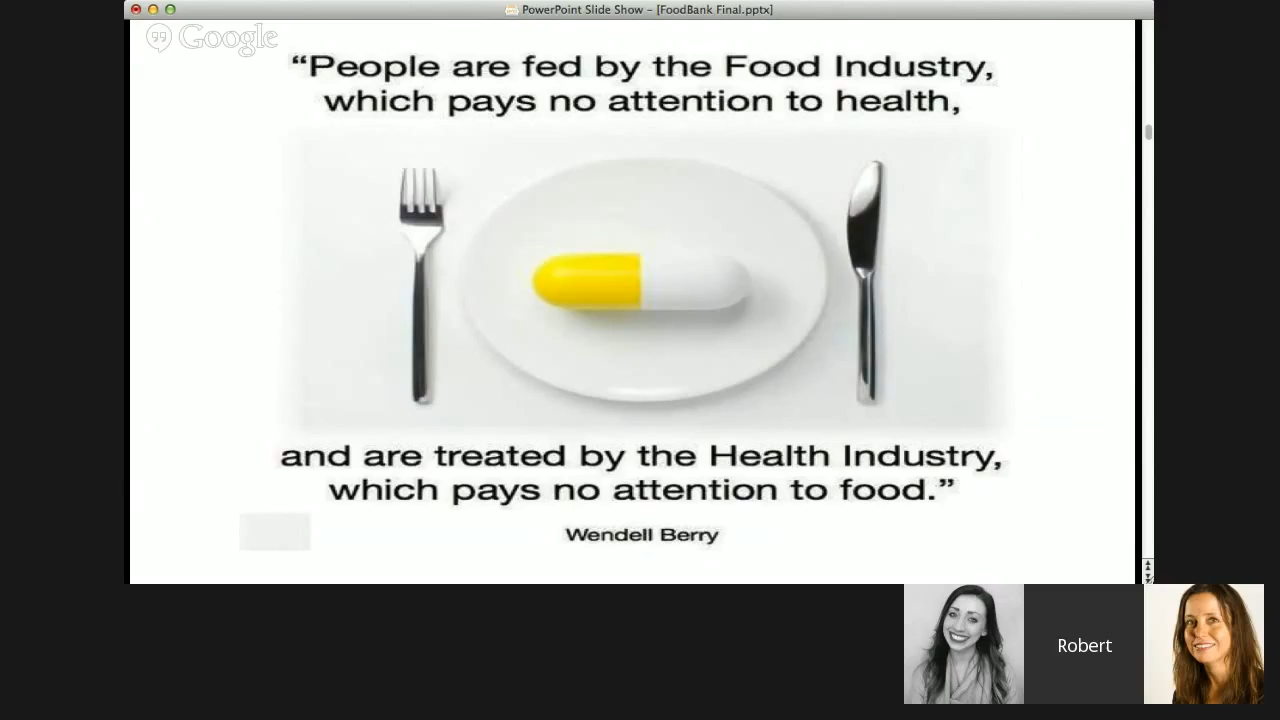 PowerPoint Slide Show - [FoodBank Final.pptx]
Google
“People are fed by the Food Industry,
which pays no attention to health,
and are treated by the Health Industry,
which pays no attention to food.”
Wendell Berry
Robert